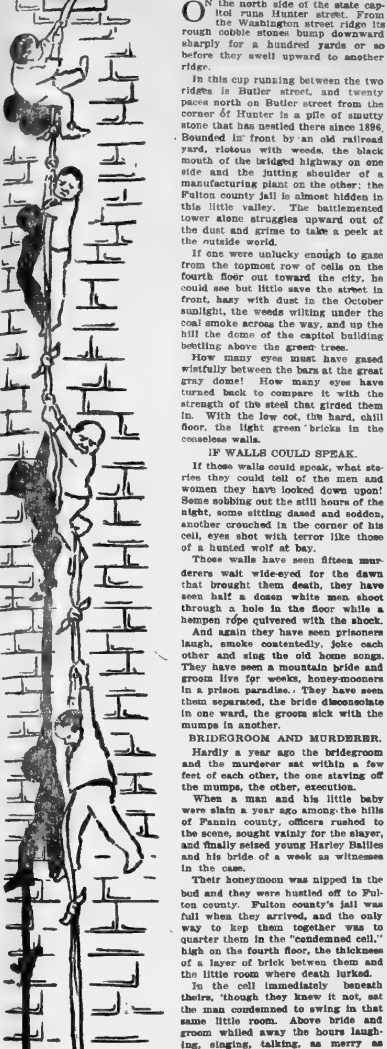 ON the north side of the state cap-
itol runs Hunter street. From
the Washington street ridge its
rough cobble stones bump downward
sharply for a hundred yards or so
before they swell upward to another
ridge.
In this cup running between the two
ridges is Butler street, and twenty
paces north on Butler street from the
corner of Hunter is a pile of smutty
stone that has nestled there since 1896.
Bounded in front by an old railroad
yard, riotous with weeds, the black
mouth of the bridged highway on one
side and the jutting shoulder of a
manufacturing plant on the other; the
Fulton county jail is almost hidden in
this little valley. The battlemented
tower alone struggles upward out of
the dust and grime to take a peek at
the outside world.
If one were unlucky enough to gaze
from the topmost row of cells on the
fourth floor out toward the city, he
could see but little save the street in
front, hazy with dust in the October
sunlight, the weeds wilting under the
coal smoke across the way, and up the
hill the dome of the capitol building
beetling above the green trees.
How many eyes must have gazed
wistfully between the bars at the great
gray dome! How many eyes have
turned back to compare it with the
strength of the steel that girded them
in. With the low cot, the hard, chill
floor, the light green bricks in the
ceaseless walls.
IF WALLS COULD SPEAK.
If those walls could speak, what sto-
ries they could tell of the men and
women they have looked down upon!
Some sobbing out the still hours of the
night, some sitting dazed and sodden,
another crouched in the corner of his
cell, eyes shot with terror like those
of a hunted wolf at bay.
Those walls have seen fifteen mur-
derers wait wide-eyed for the dawn
that brought them death, they have
seen half a dozen white men shoot
through a hole in the floor while a
hempen rope quivered with the shock.
And again they have seen prisoners
laugh, smoke contentedly, joke each
other and sing the old home songs.
They have seen a mountain bride and
groom live for weeks, honey-mooners
in a prison paradise. They have seen
them separated, the bride disconsolate
in one ward, the groom sick with the
mumps in another.
BRIDEGROOM AND MURDERER.
Hardly a year ago the bridegroom
and the murderer sat within a few
feet of each other, the one staving off
the mumps, the other, execution.
When a man and his little baby
were slain a year ago among the hills
of Fannin county, officers rushed to
the scene, sought vainly for the slayer,
and finally seized young Harley Bailies
and his bride of a week as witnesses
in the case.
Their honeymoon was nipped in the
bud and they were hustled off to Ful-
ton county. Fulton county's jail was
full when they arrived, and the only
way to kep them together was to
quarter them in the "condemned cell,"
high on the fourth floor, the thickness
of a layer of brick betwen them and
the little room where death lurked.
In the cell immediately beneath
theirs, 'though they knew it not, sat
the man condemned to swing in that
same little room. Above bride and
groom whiled away the hours laugh-
ing, singing, talking, as merry as